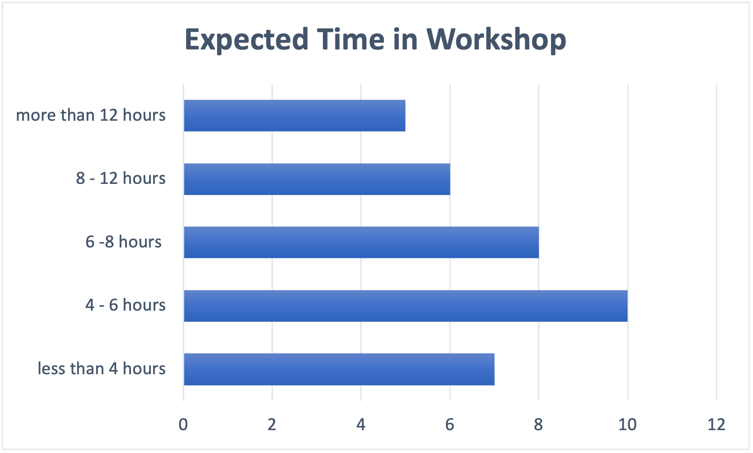 Expected Time in Workshop
more than 12 hours
8 - 12 hours
6 -8 hours
4 - 6 hours
less than 4 hours
0 2 4 6 8 10 12